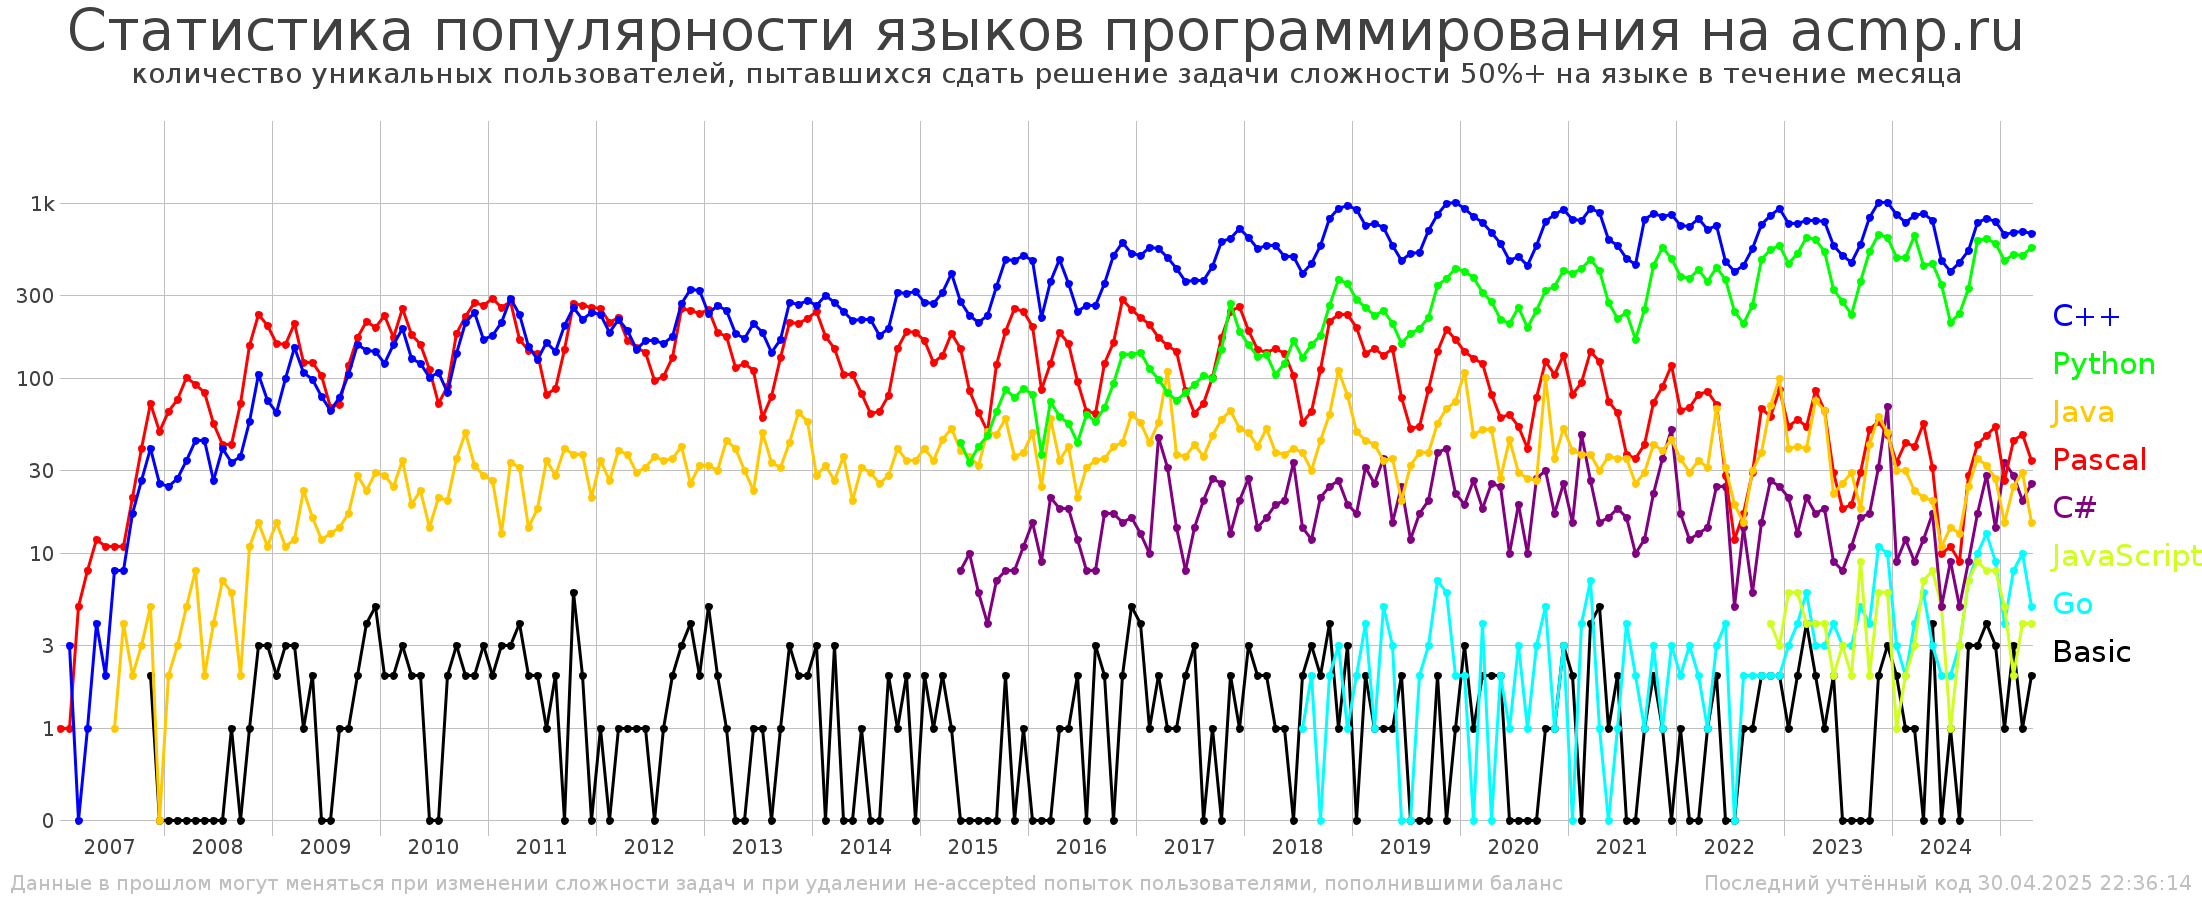 Статистика популярности языков программирования на acmp.ru
количество уникальных пользователей, пытавшихся сдать решение задачи сложности 50%+ на языке в течение месяца
1k
300
100
30
10
3
1
0
C++
Python
Java
Pascal
C#
JavaScript
Go
Basic
2007 2008 2009 2010 2011 2012 2013 2014 2015 2016 2017 2018 2019 2020 2021 2022 2023 2024
Данные в прошлом могут меняться при изменении сложности задач и при удалении не-accepted попыток пользователями, пополнившими баланс
Последний учтённый код 30.04.2025 22:36:14